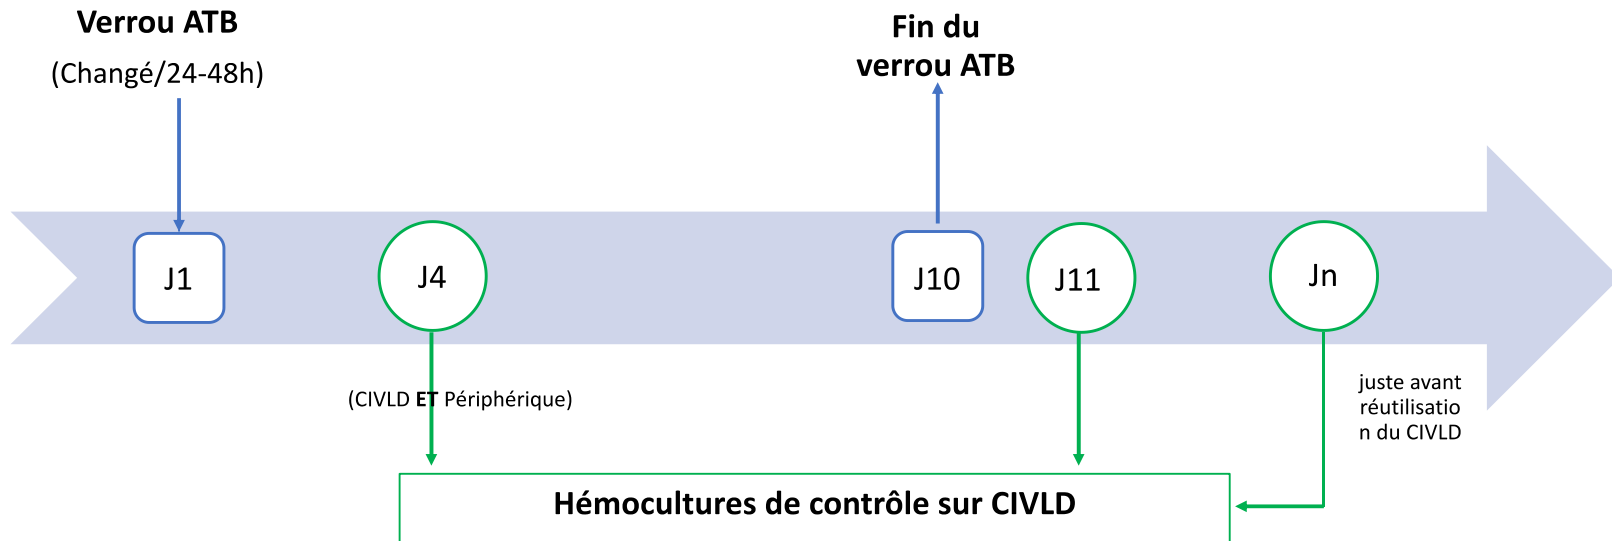 Verrou ATB
(Changé/24-48h)
Fin du
verrou ATB
J1
J4
J10
J11
Jn
(CIVLD ET Périphérique)
juste avant
réutilisatio
n du CIVLD
Hémocultures de contrôle sur CIVLD